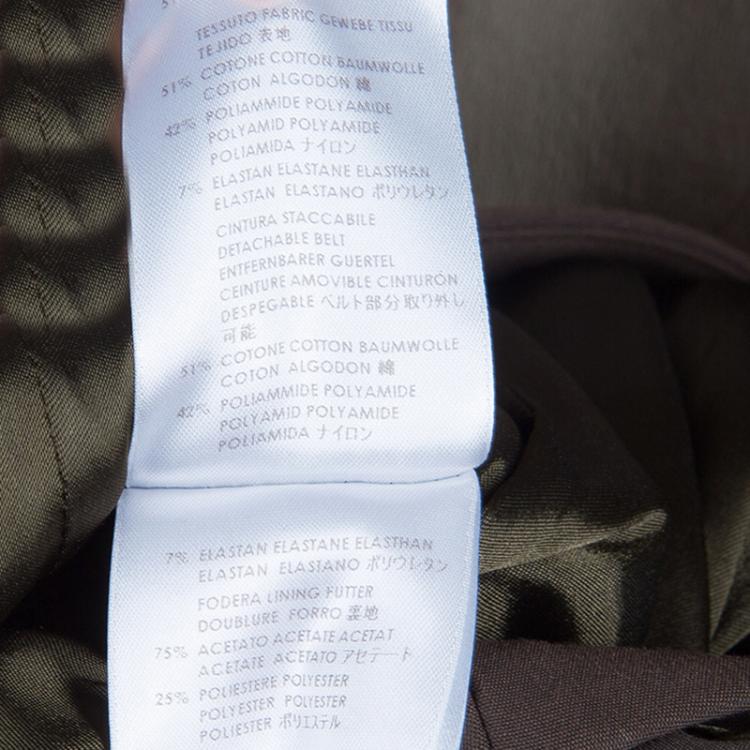 TESSUTO FABRIC GEWEBE TISSU
TEJIDO 表地
51% COTONE COTTON BAUMWOLLE
COTON ALGODON 綿
42% POLIAMMIDE POLYAMIDE
POLYAMID POLYAMIDE
POLIAMIDA ナイロン
7% ELASTAN ELASTANE ELASTHAN
ELASTAN ELASTANO ポリウレタン
CINTURA STACCABILE
DETACHABLE BELT
ENTFERNBARER GUERTEL
CEINTURE AMOVIBLE CINTURÓN
DESPEGABLE ベルト部分取り外し
可能
51% COTONE COTTON BAUMWOLLE
COTON ALGODON 綿
42% POLIAMMIDE POLYAMIDE
POLYAMID POLYAMIDE
POLIAMIDA ナイロン
7% ELASTAN ELASTANE ELASTHAN
ELASTAN ELASTANO ポリウレタン
FODERA LINING FUTTER
DOUBLURE FORRO 裏地
75% ACETATO ACETATE ACETAT
ACETATE ACETATO アセテート
25% POLIESTERE POLYESTER
POLYESTER POLYESTER
POLIESTER ポリエステル